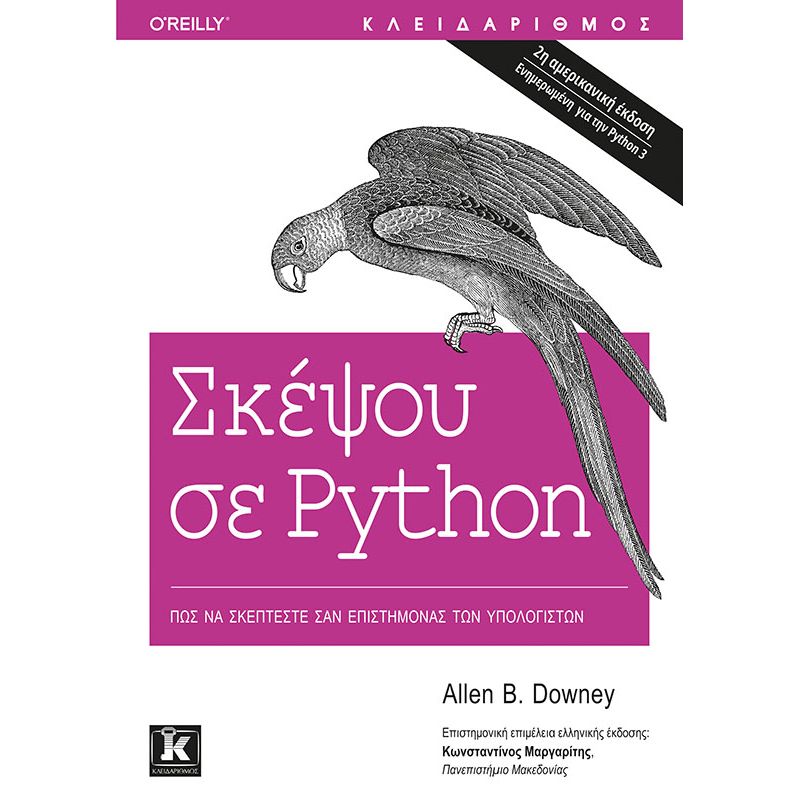 O'REILLY®
ΚΛΕΙΔΑΡΙΘΜΟΣ
2η αμερικανική έκδοση
Ενημερωμένη για την Python 3
Σκέψου
σε Python
ΠΩΣ ΝΑ ΣΚΕΠΤΕΣΤΕ ΣΑΝ ΕΠΙΣΤΗΜΟΝΑΣ ΤΩΝ ΥΠΟΛΟΓΙΣΤΩΝ
Allen B. Downey
Επιστημονική επιμέλεια ελληνικής έκδοσης:
Κωνσταντίνος Μαργαρίτης,
Πανεπιστήμιο Μακεδονίας
Κ
ΚΛΕΙΔΑΡΙΘΜΟΣ